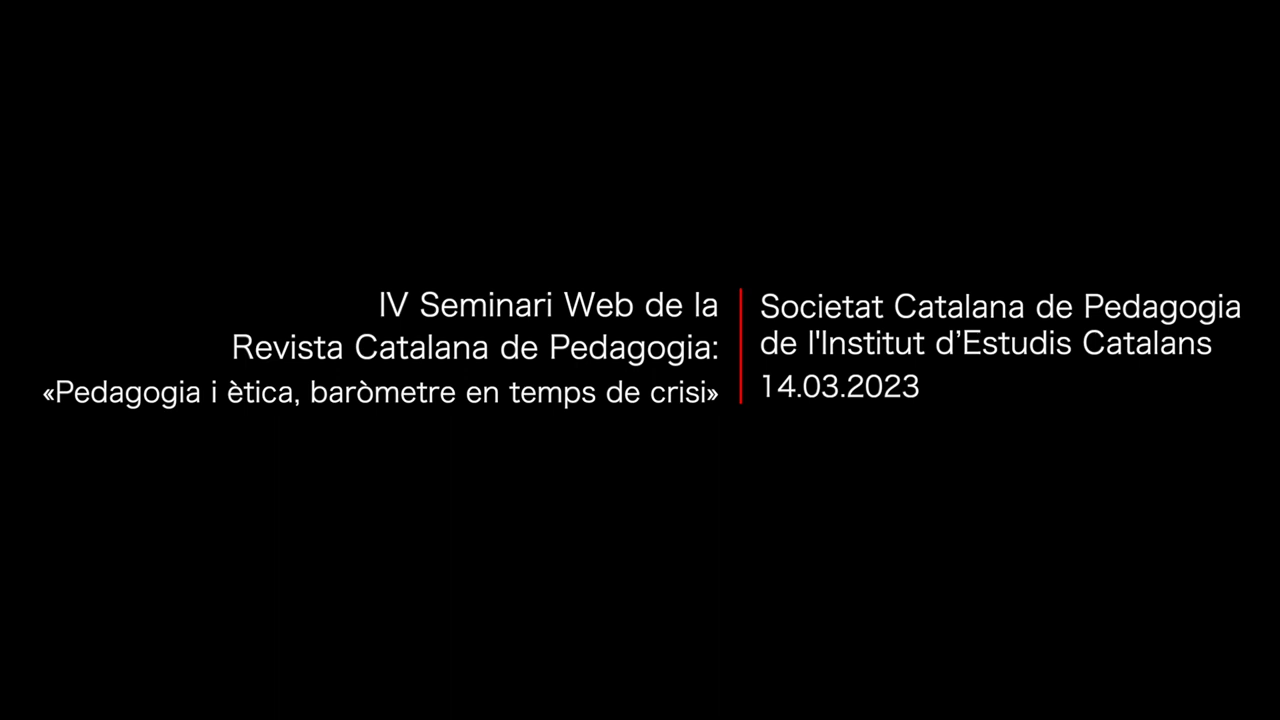 IV Seminari Web de la
Revista Catalana de Pedagogia:
«Pedagogia i ètica, baròmetre en temps de crisi»
Societat Catalana de Pedagogia
de l'Institut d’Estudis Catalans
14.03.2023